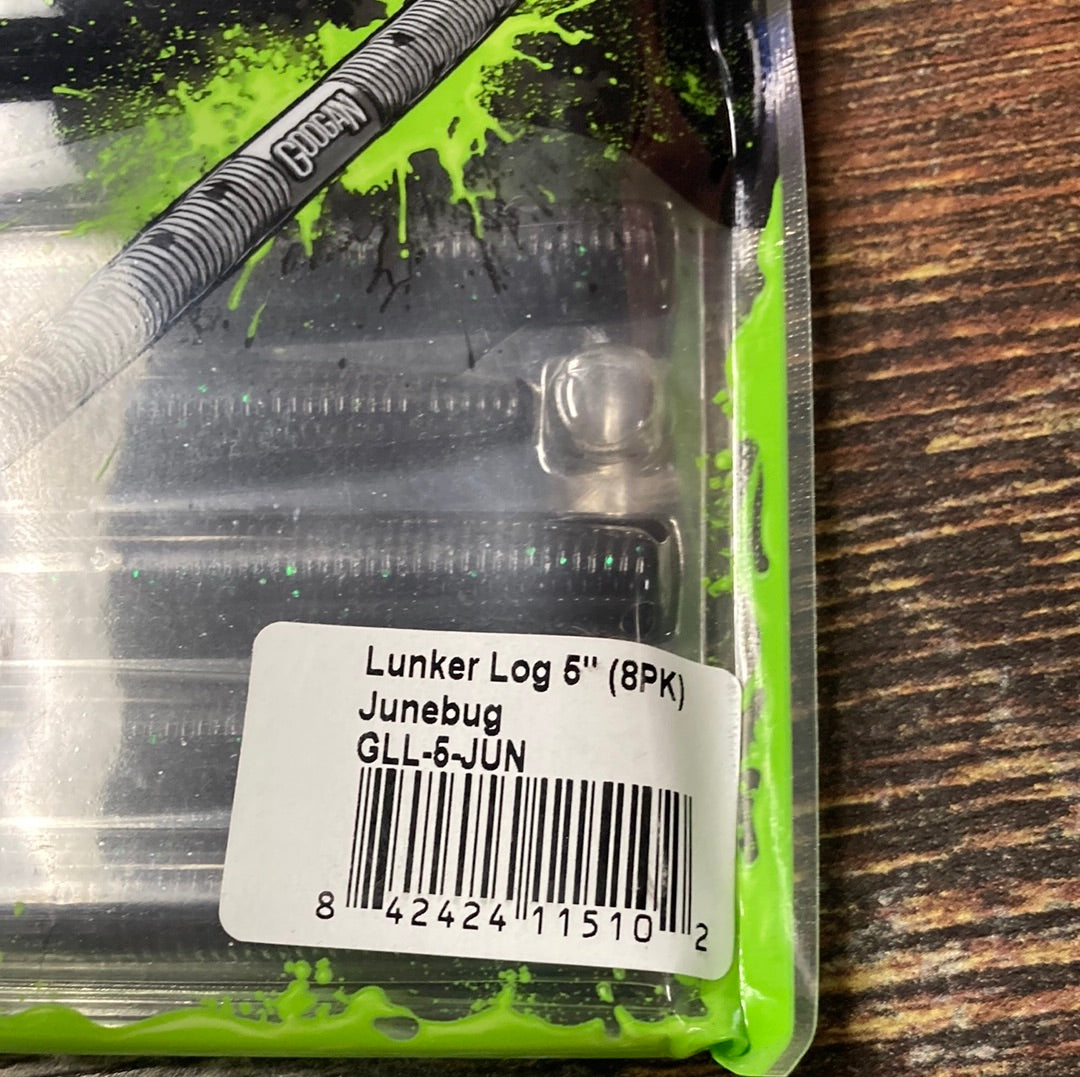 GOOGAN
Lunker Log 5" (8PK)
Junebug
GLL-5-JUN
8 42424 11510 2